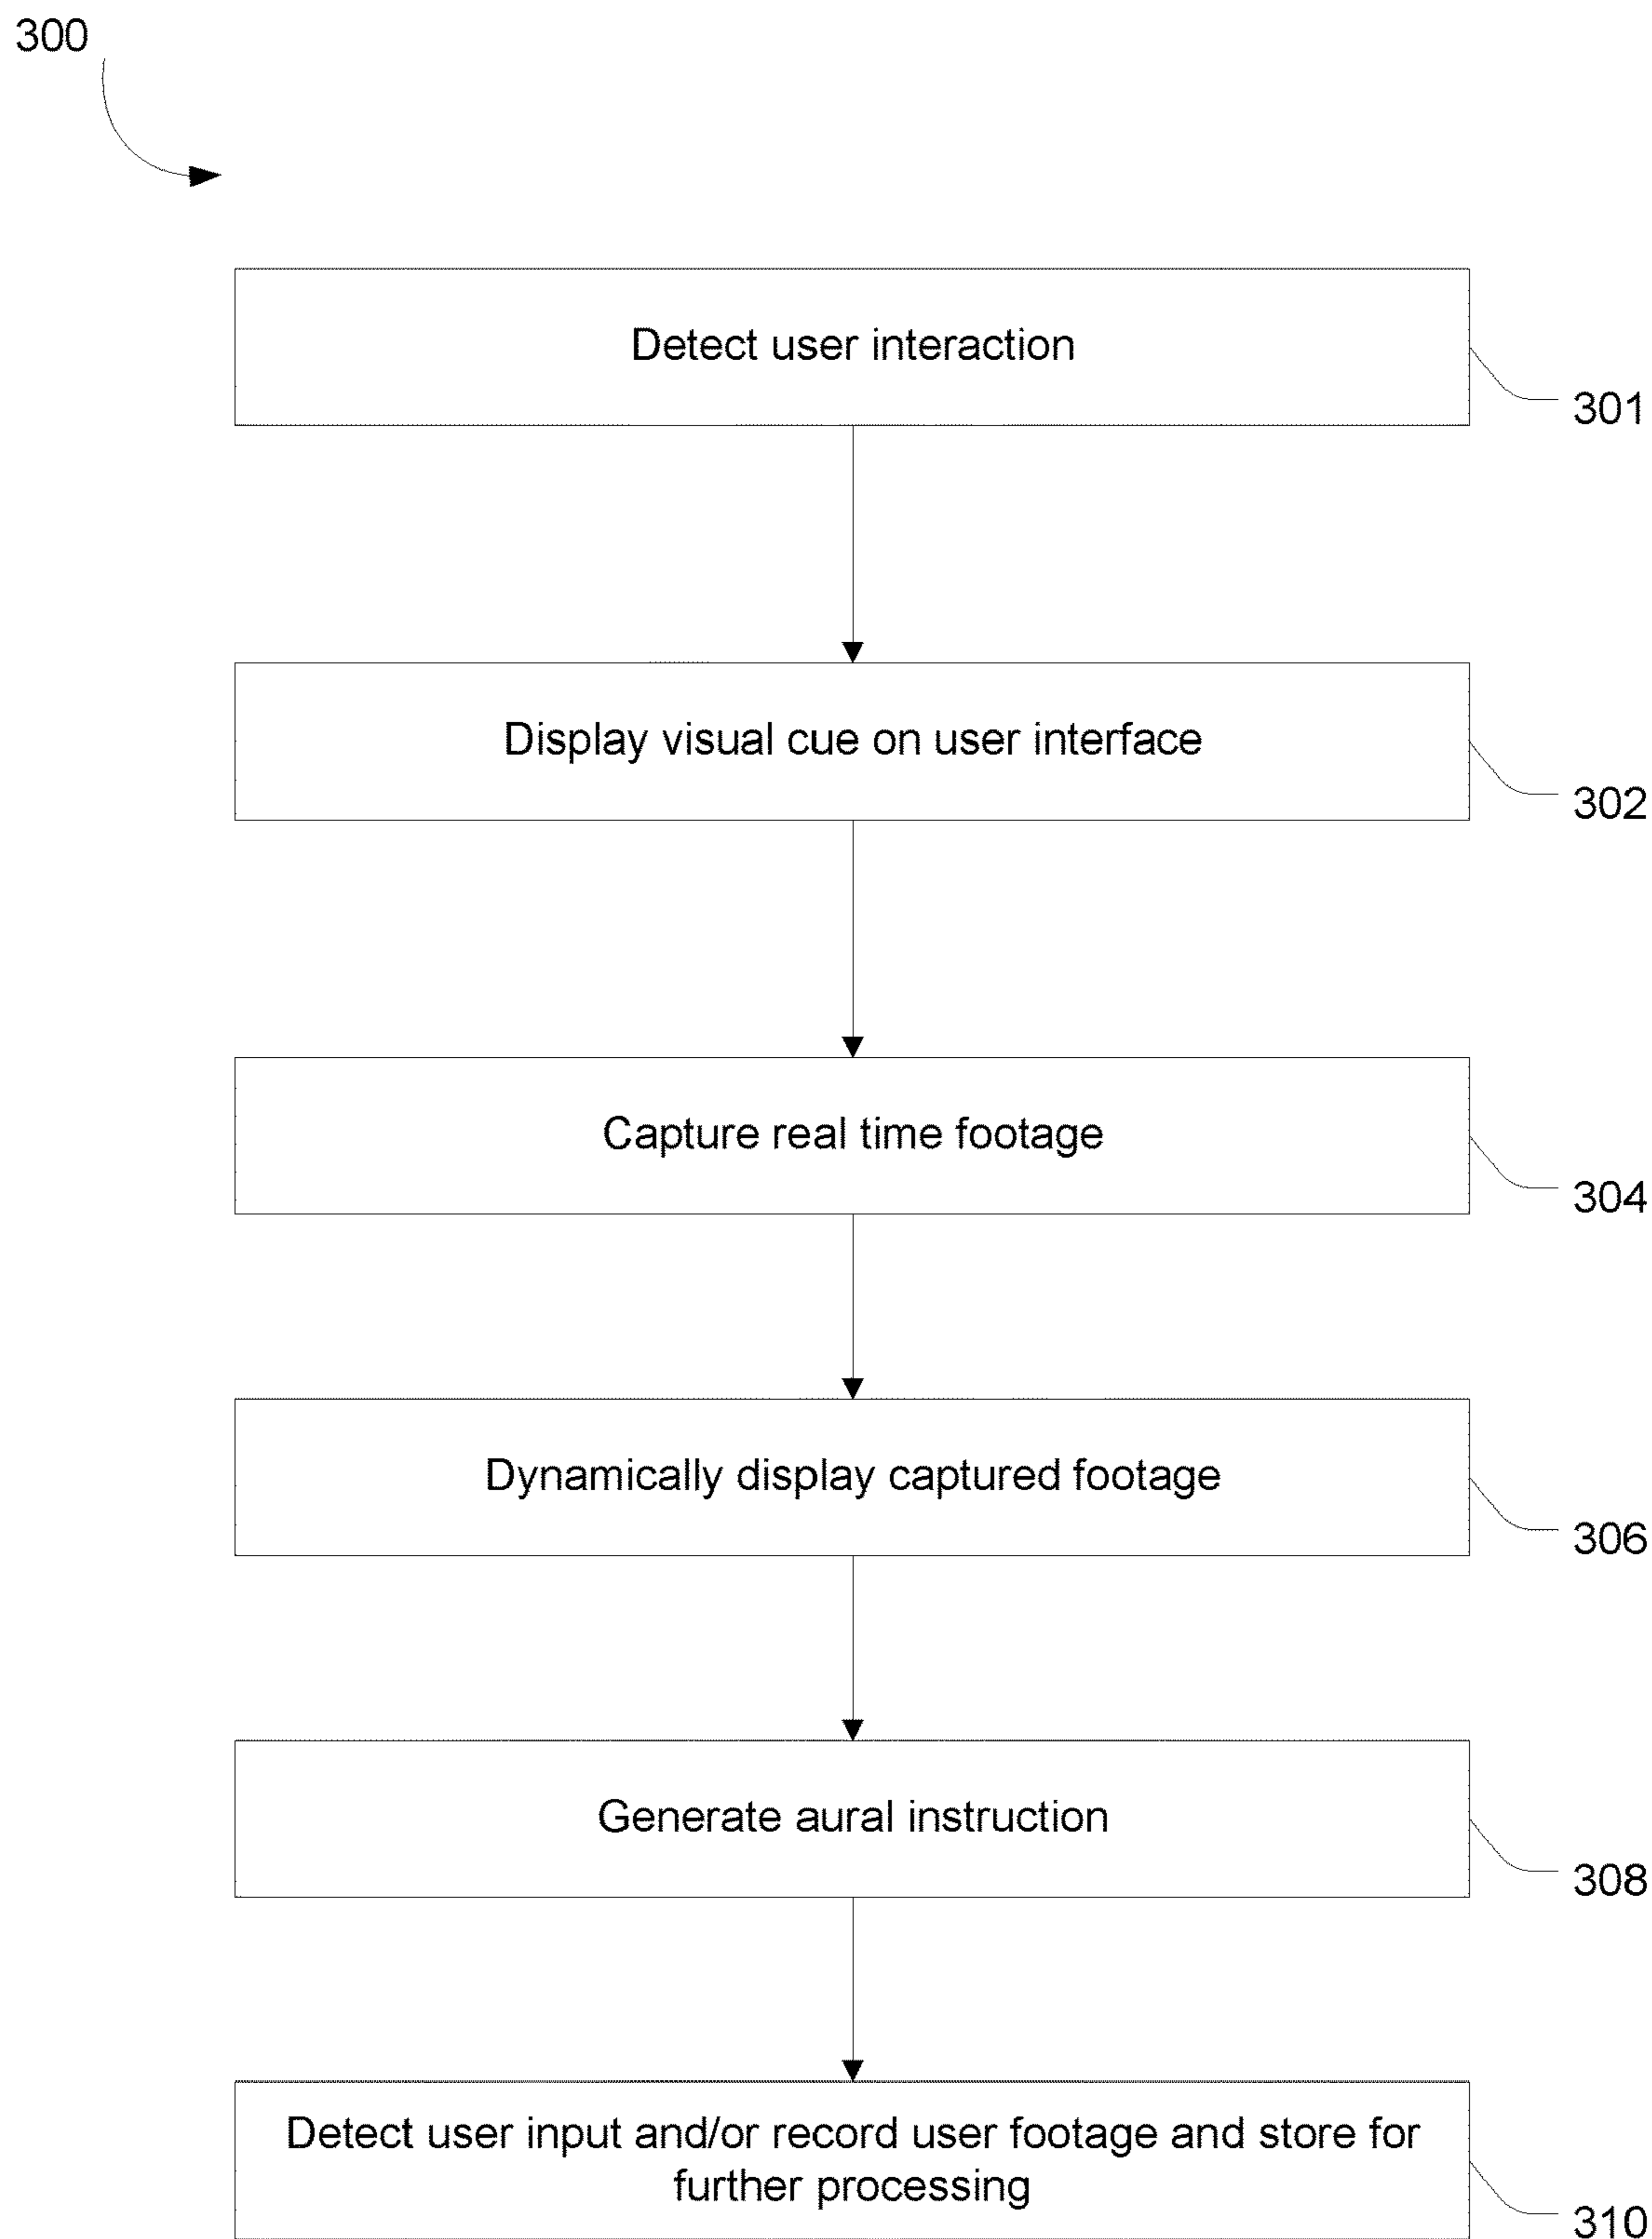 300
Detect user interaction
301
Display visual cue on user interface
302
Capture real time footage
304
Dynamically display captured footage
306
Generate aural instruction
308
Detect user input and/or record user footage and store for
further processing
310